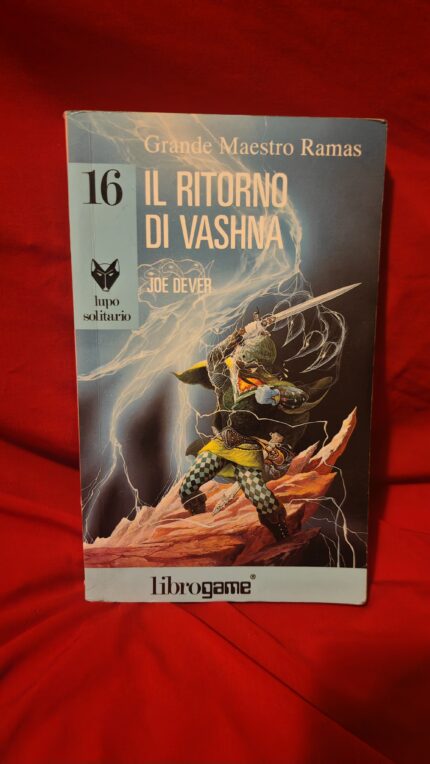 Grande Maestro Ramas
16
IL RITORNO
DI VASHNA
lupo
solitario
JOE DEVER
librogame®